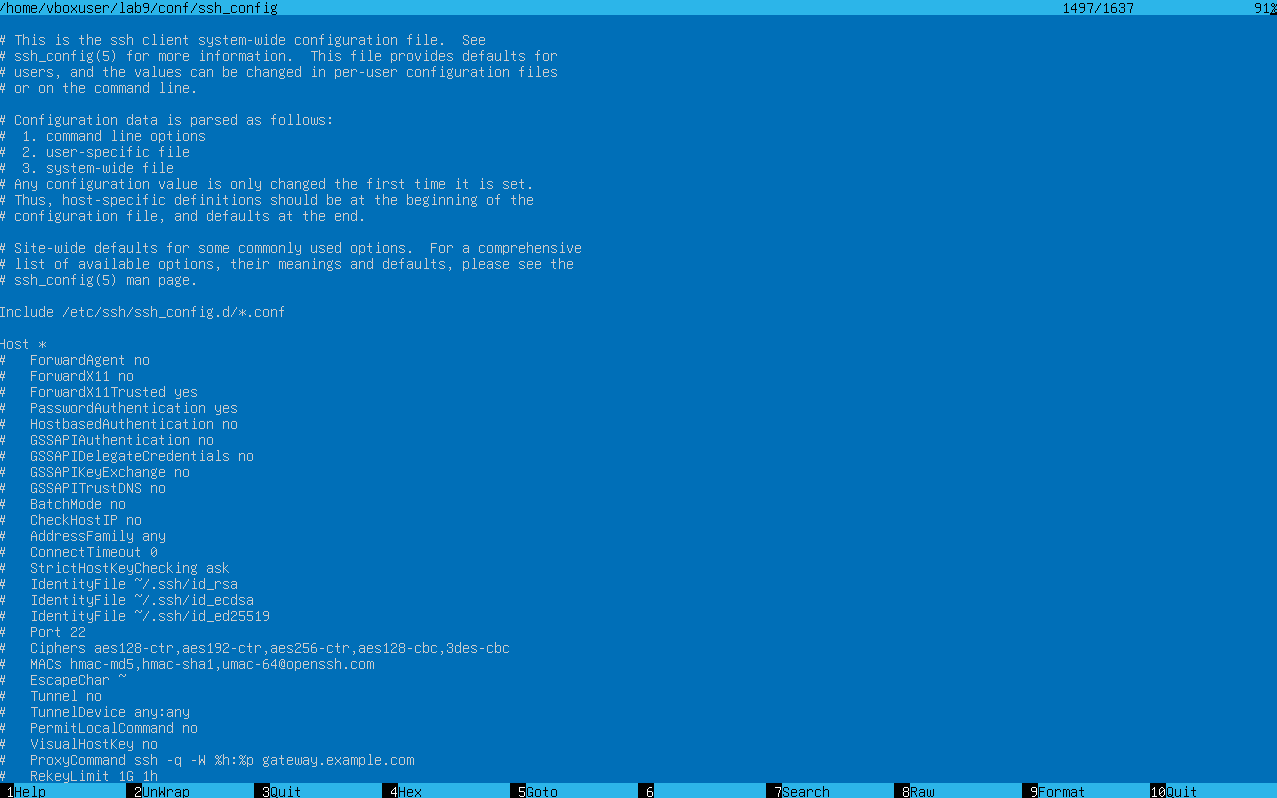 /home/vboxuser/lab9/conf/ssh_config 1497/1637 91%
# This is the ssh client system-wide configuration file.  See
# ssh_config(5) for more information.  This file provides defaults for
# users, and the values can be changed in per-user configuration files
# or on the command line.
# Configuration data is parsed as follows:
#  1. command line options
#  2. user-specific file
#  3. system-wide file
# Any configuration value is only changed the first time it is set.
# Thus, host-specific definitions should be at the beginning of the
# configuration file, and defaults at the end.
# Site-wide defaults for some commonly used options.  For a comprehensive
# list of available options, their meanings and defaults, please see the
# ssh_config(5) man page.
Include /etc/ssh/ssh_config.d/*.conf
Host *
#   ForwardAgent no
#   ForwardX11 no
#   ForwardX11Trusted yes
#   PasswordAuthentication yes
#   HostbasedAuthentication no
#   GSSAPIAuthentication no
#   GSSAPIDelegateCredentials no
#   GSSAPIKeyExchange no
#   GSSAPITrustDNS no
#   BatchMode no
#   CheckHostIP no
#   AddressFamily any
#   ConnectTimeout 0
#   StrictHostKeyChecking ask
#   IdentityFile ~/.ssh/id_rsa
#   IdentityFile ~/.ssh/id_ecdsa
#   IdentityFile ~/.ssh/id_ed25519
#   Port 22
#   Ciphers aes128-ctr,aes192-ctr,aes256-ctr,aes128-cbc,3des-cbc
#   MACs hmac-md5,hmac-sha1,umac-64@openssh.com
#   EscapeChar ~
#   Tunnel no
#   TunnelDevice any:any
#   PermitLocalCommand no
#   VisualHostKey no
#   ProxyCommand ssh -q -W %h:%p gateway.example.com
#   RekeyLimit 1G 1h
1Help 2UnWrap 3Quit 4Hex 5Goto 6 7Search 8Raw 9Format 10Quit